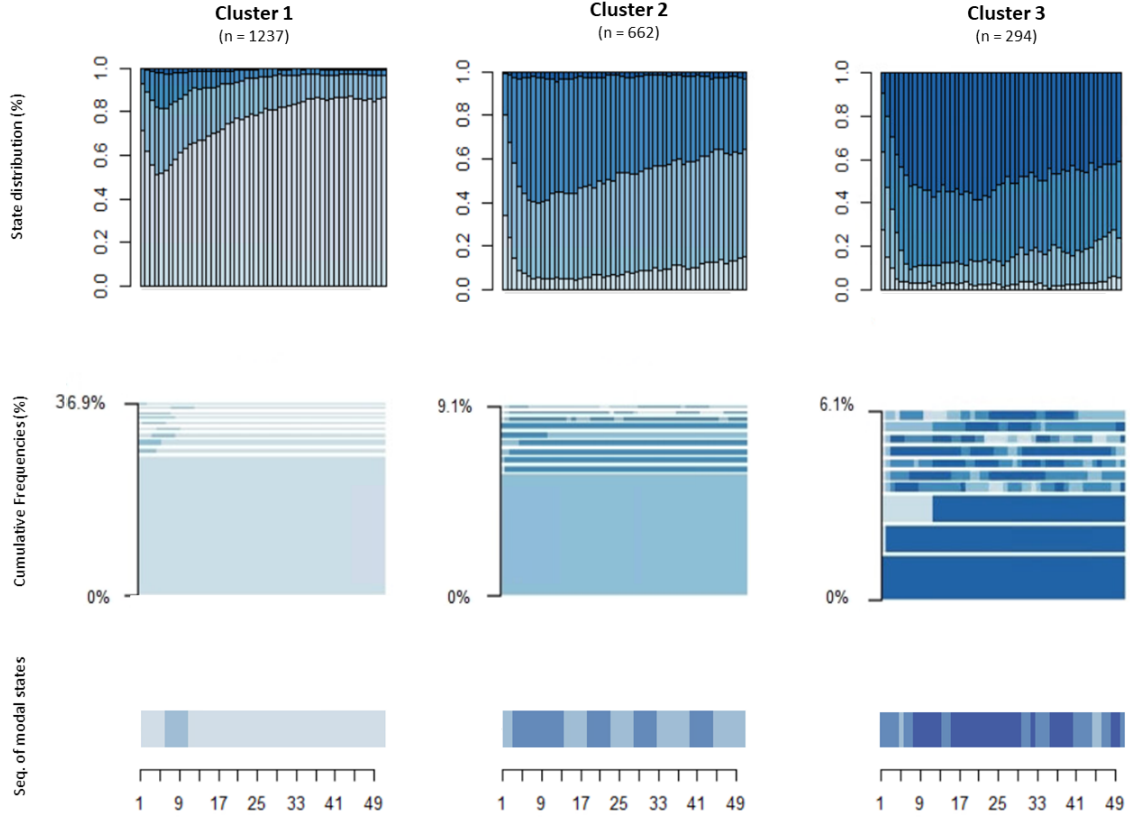 Cluster 1
(n = 1237)
Cluster 2
(n = 662)
Cluster 3
(n = 294)
State distribution (%)
1.0
0.8
0.6
0.4
0.2
0.0
1.0
0.8
0.6
0.4
0.2
0.0
1.0
0.8
0.6
0.4
0.2
0.0
Cumulative Frequencies (%)
36.9%
0%
9.1%
0%
6.1%
0%
Seq. of modal states
1 9 17 25 33 41 49
1 9 17 25 33 41 49
1 9 17 25 33 41 49